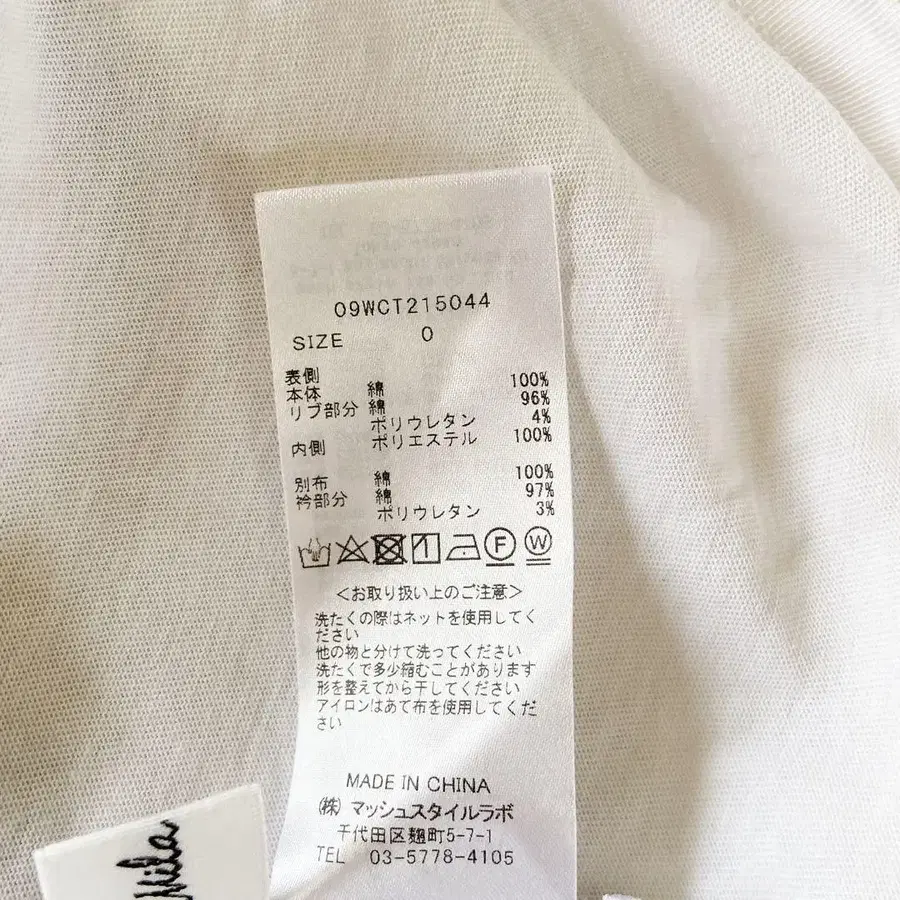 09WCT215044
SIZE 0
表側
本体 綿 100%
リブ部分 綿 96%
ポリウレタン 4%
内側 ポリエステル 100%
別布 綿 100%
衿部分 綿 97%
ポリウレタン 3%
F W
<お取り扱い上のご注意>
洗たくの際はネットを使用してく
ださい
他の物と分けて洗ってください
洗たくで多少縮むことがあります
形を整えてから干してください
アイロンはあて布を使用してくだ
さい
MADE IN CHINA
㈱ マッシュスタイルラボ
千代田区麹町5-7-1
TEL 03-5778-4105
Mila